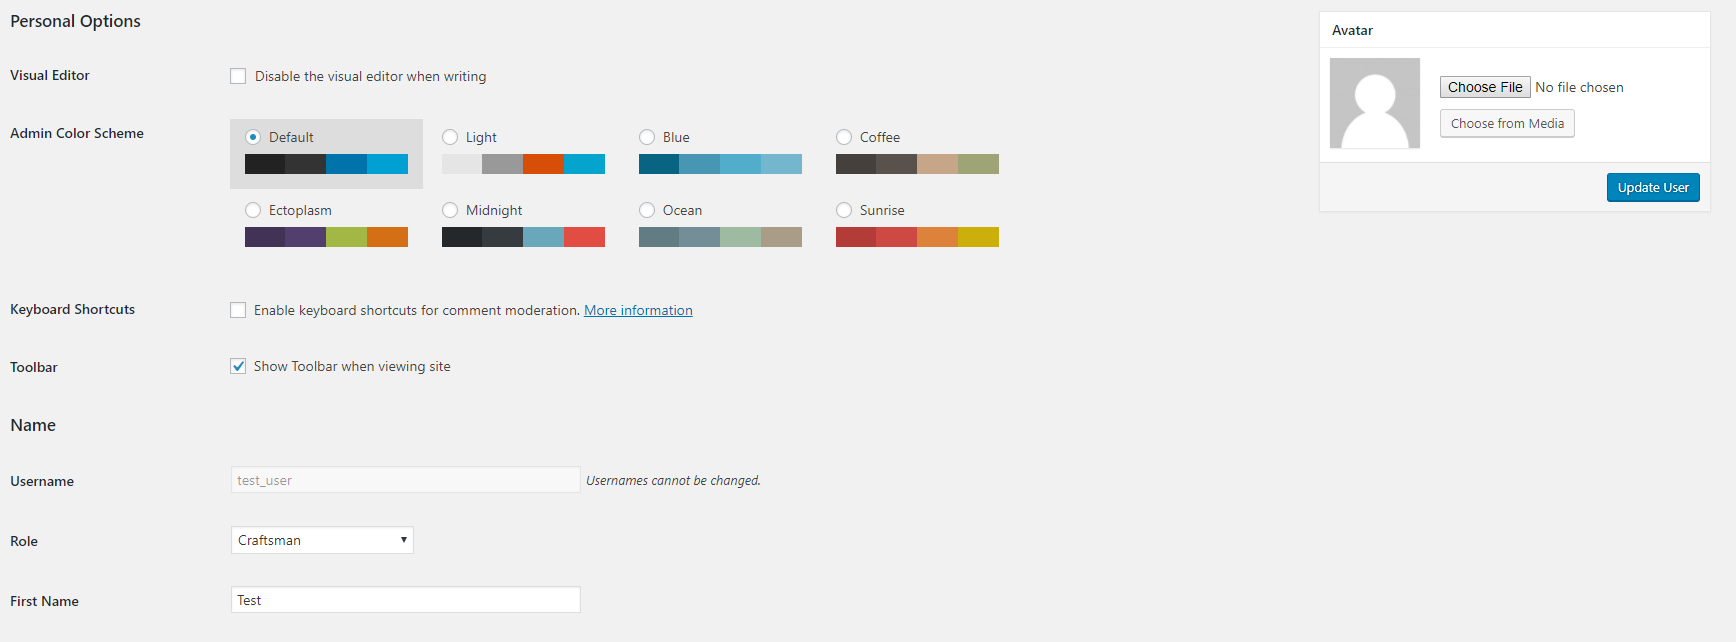 Personal Options
Visual Editor
Disable the visual editor when writing
Admin Color Scheme
Default
Light
Blue
Coffee
Ectoplasm
Midnight
Ocean
Sunrise
Keyboard Shortcuts
Enable keyboard shortcuts for comment moderation. More information
Toolbar
Show Toolbar when viewing site
Name
Username
test_user
Usernames cannot be changed.
Role
Craftsman
First Name
Test
Avatar
Choose File No file chosen
Choose from Media
Update User